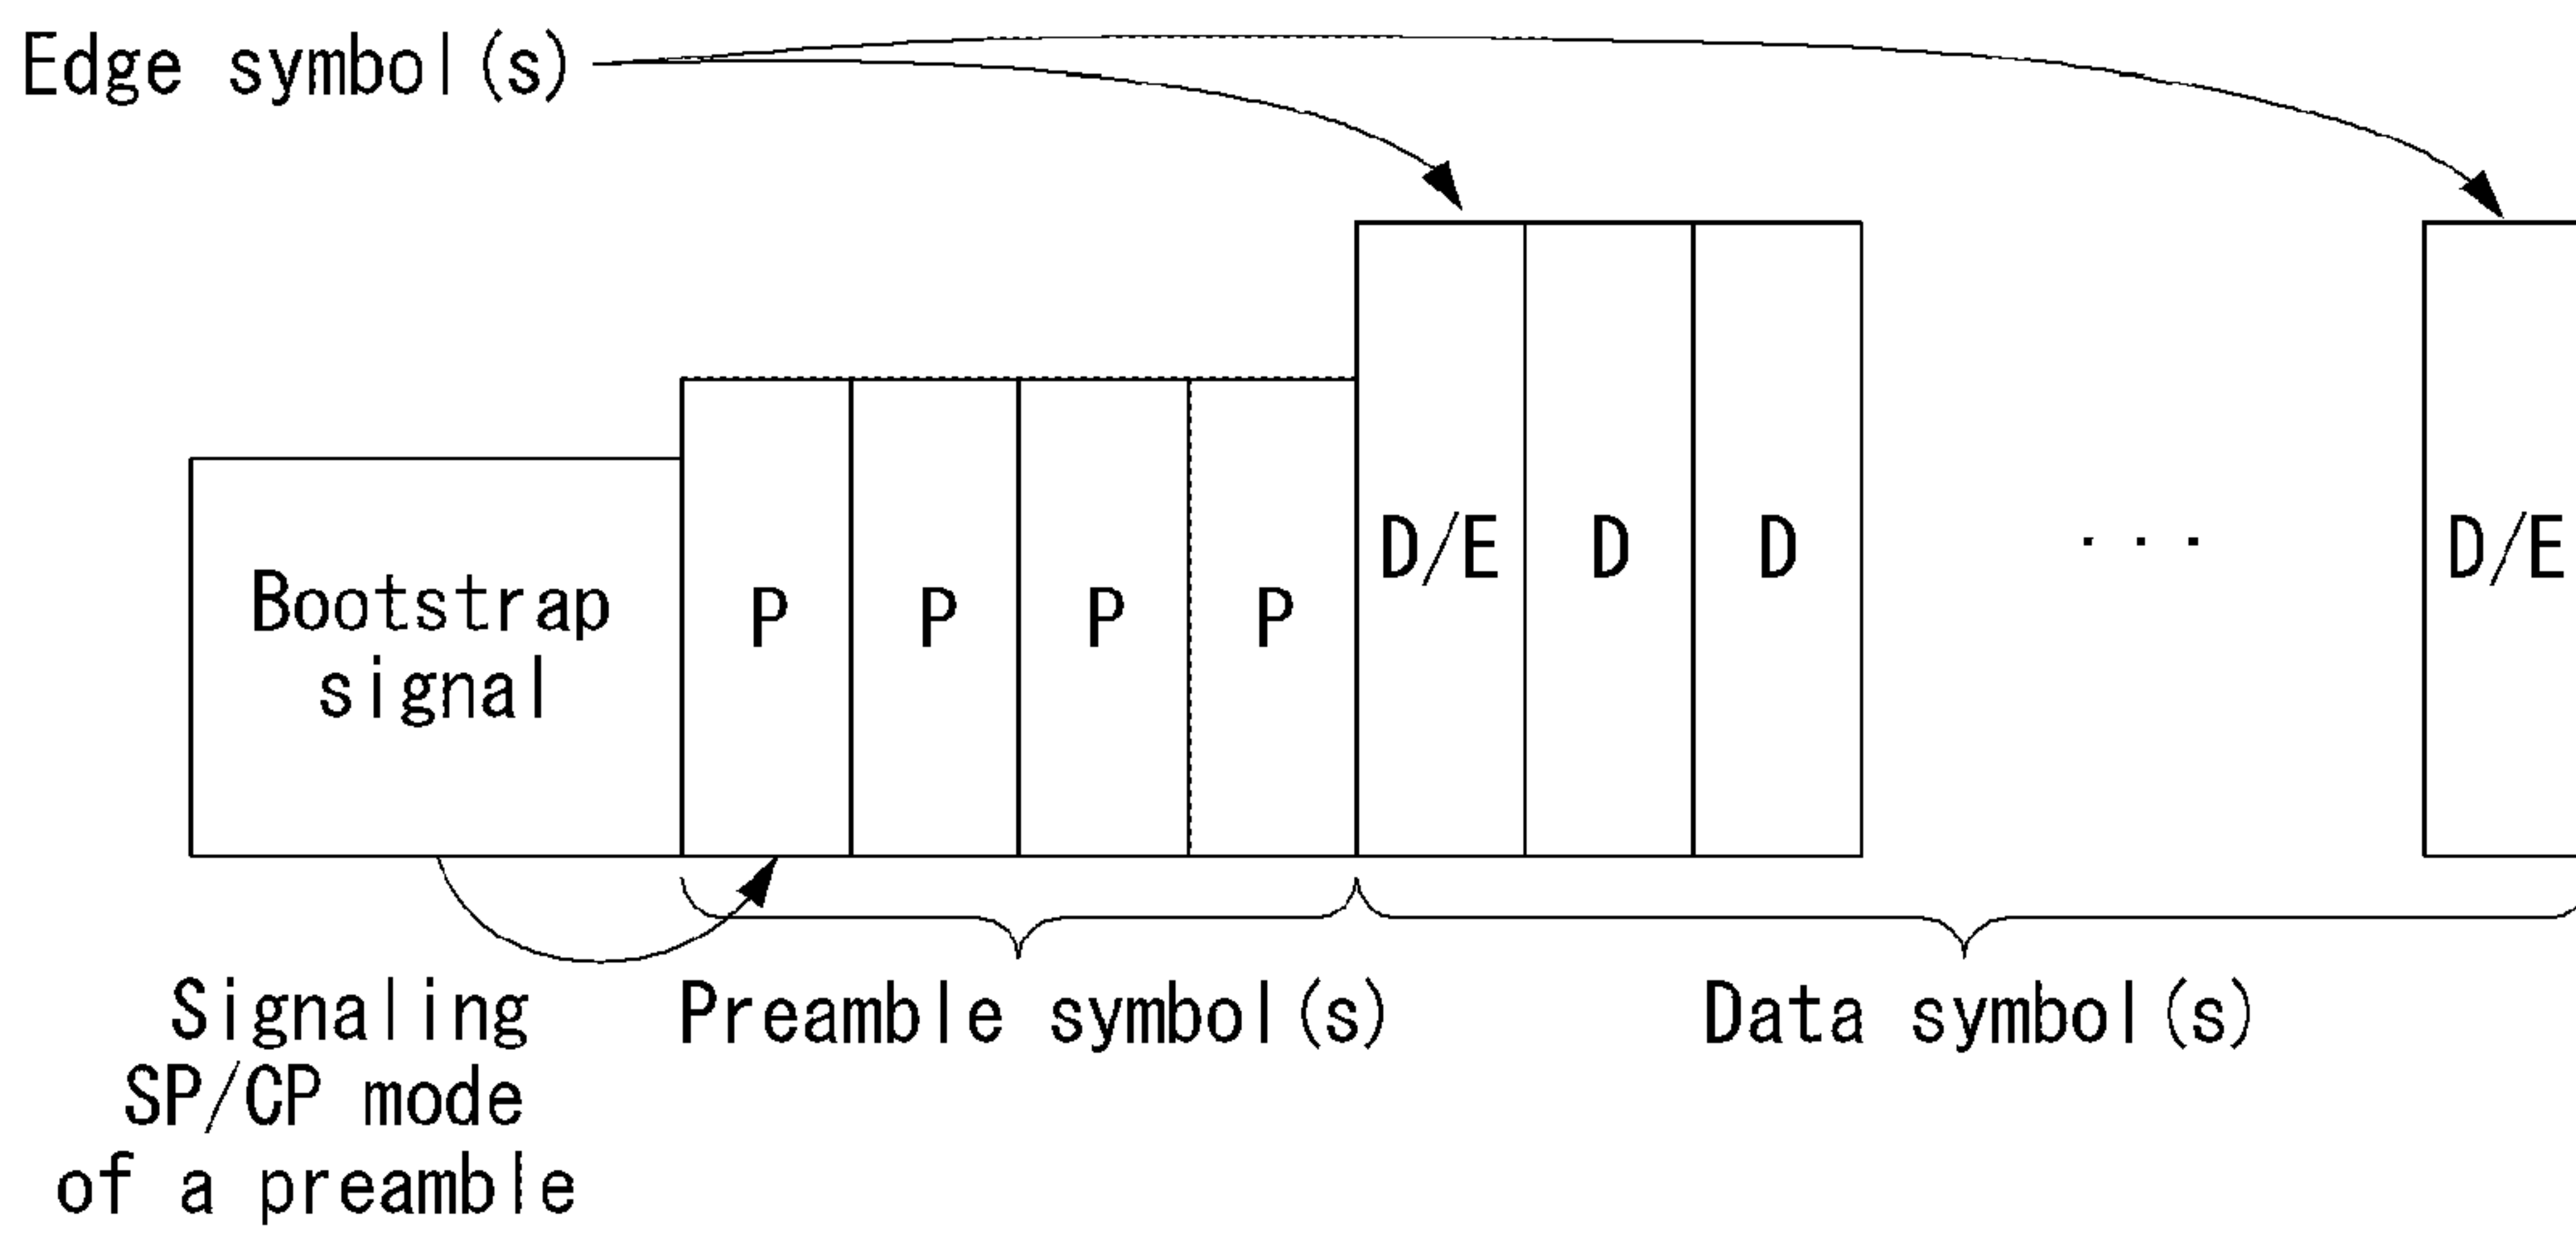 Edge symbol(s)
D/E D D ... D/E
Bootstrap
signal
P P P P
Signaling
SP/CP mode
of a preamble
Preamble symbol(s)
Data symbol(s)